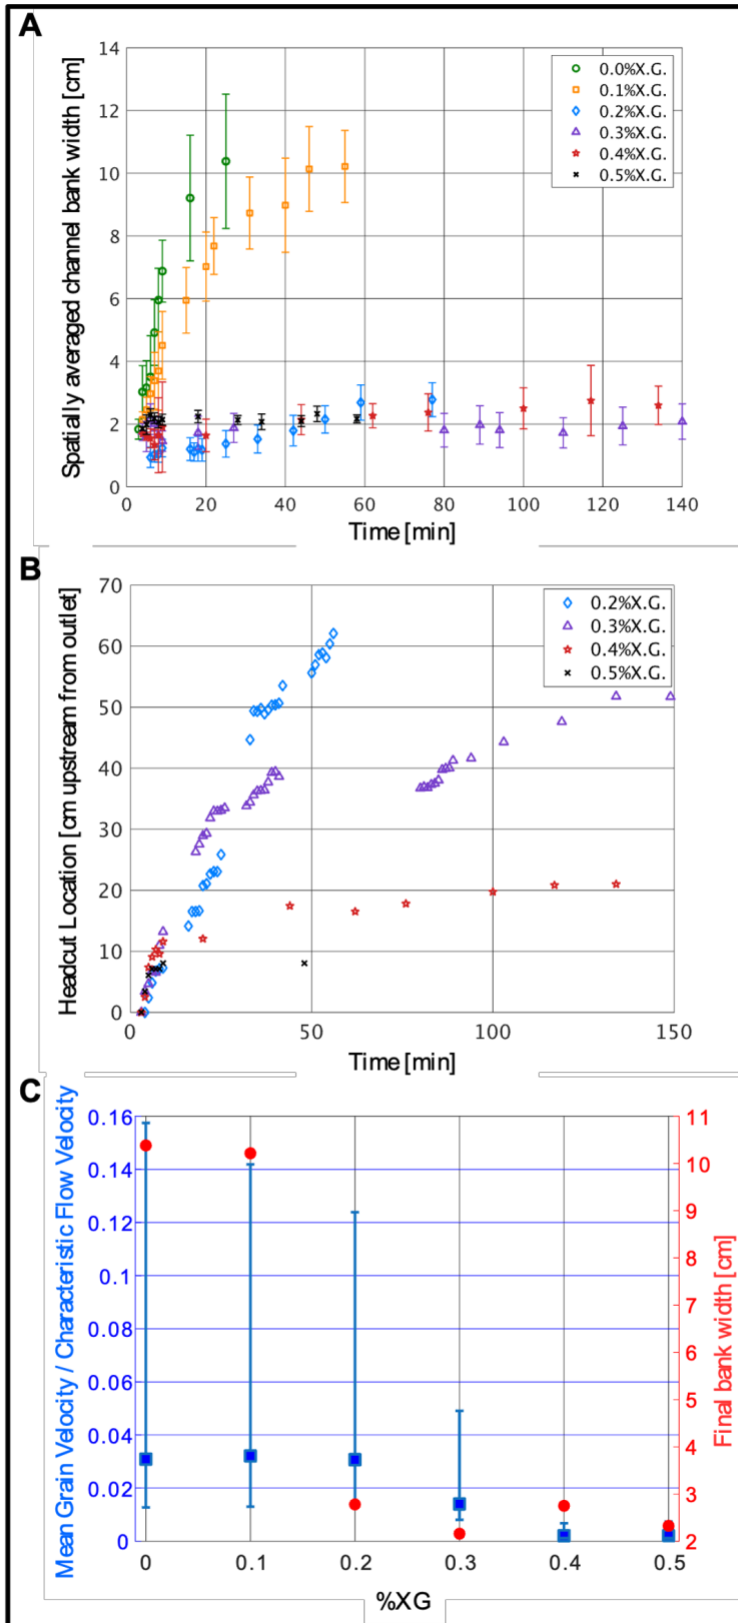 A
Spatially averaged channel bank width [cm]
14
12
10
8
6
4
2
0
0 20 40 60 80 100 120 140
Time [min]
0.0%X.G.
0.1%X.G.
0.2%X.G.
0.3%X.G.
0.4%X.G.
0.5%X.G.
B
Headcut Location [cm upstream from outlet]
70
60
50
40
30
20
10
0
0 50 100 150
Time [min]
0.2%X.G.
0.3%X.G.
0.4%X.G.
0.5%X.G.
C
Mean Grain Velocity / Characteristic Flow Velocity
0.16
0.14
0.12
0.1
0.08
0.06
0.04
0.02
0
11
10
9
8
7
6
5
4
3
2
Final bank width [cm]
0 0.1 0.2 0.3 0.4 0.5
%XG